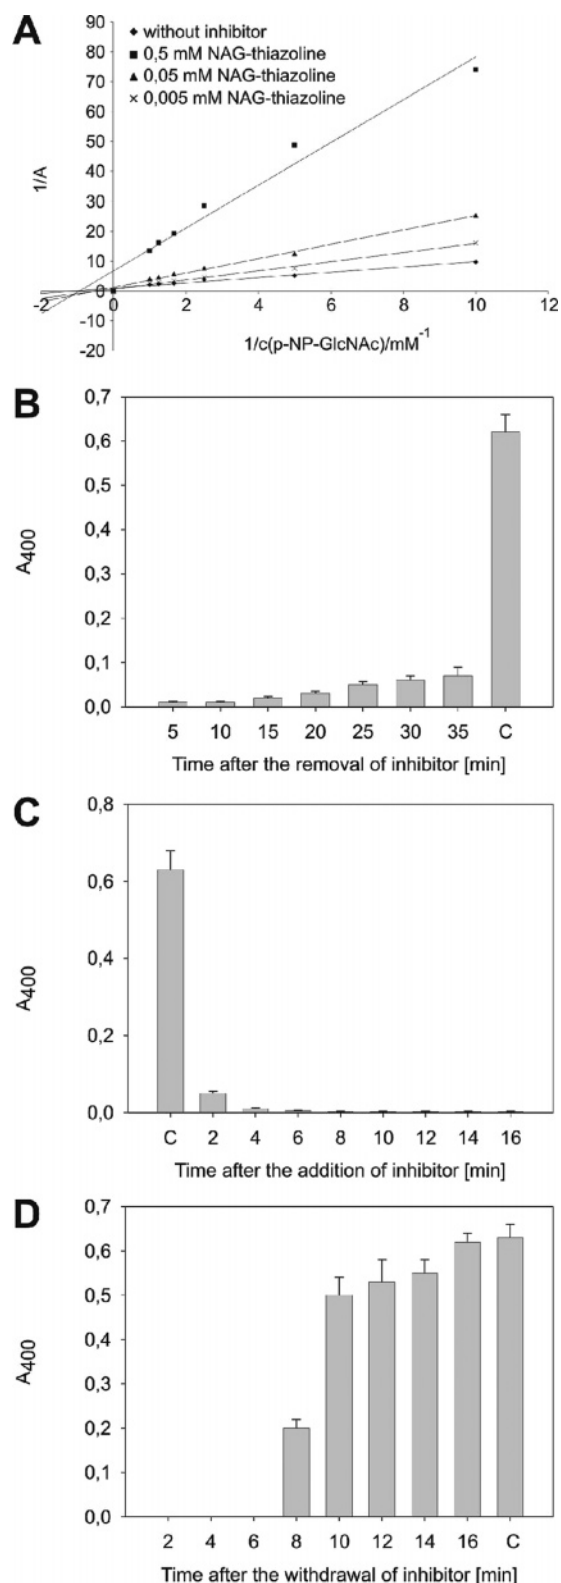 A
without inhibitor
0,5 mM NAG-thiazoline
0,05 mM NAG-thiazoline
0,005 mM NAG-thiazoline
90
80
70
60
50
40
30
20
10
0
-10
-20
1/A
-2 0 2 4 6 8 10 12
1/c(p-NP-GlcNAc)/mM⁻¹
B
0,7
0,6
0,5
0,4
0,3
0,2
0,1
0,0
A400
5 10 15 20 25 30 35 C
Time after the removal of inhibitor [min]
C
0,8
0,6
0,4
0,2
0,0
A400
C 2 4 6 8 10 12 14 16
Time after the addition of inhibitor [min]
D
0,7
0,6
0,5
0,4
0,3
0,2
0,1
0,0
A400
2 4 6 8 10 12 14 16 C
Time after the withdrawal of inhibitor [min]